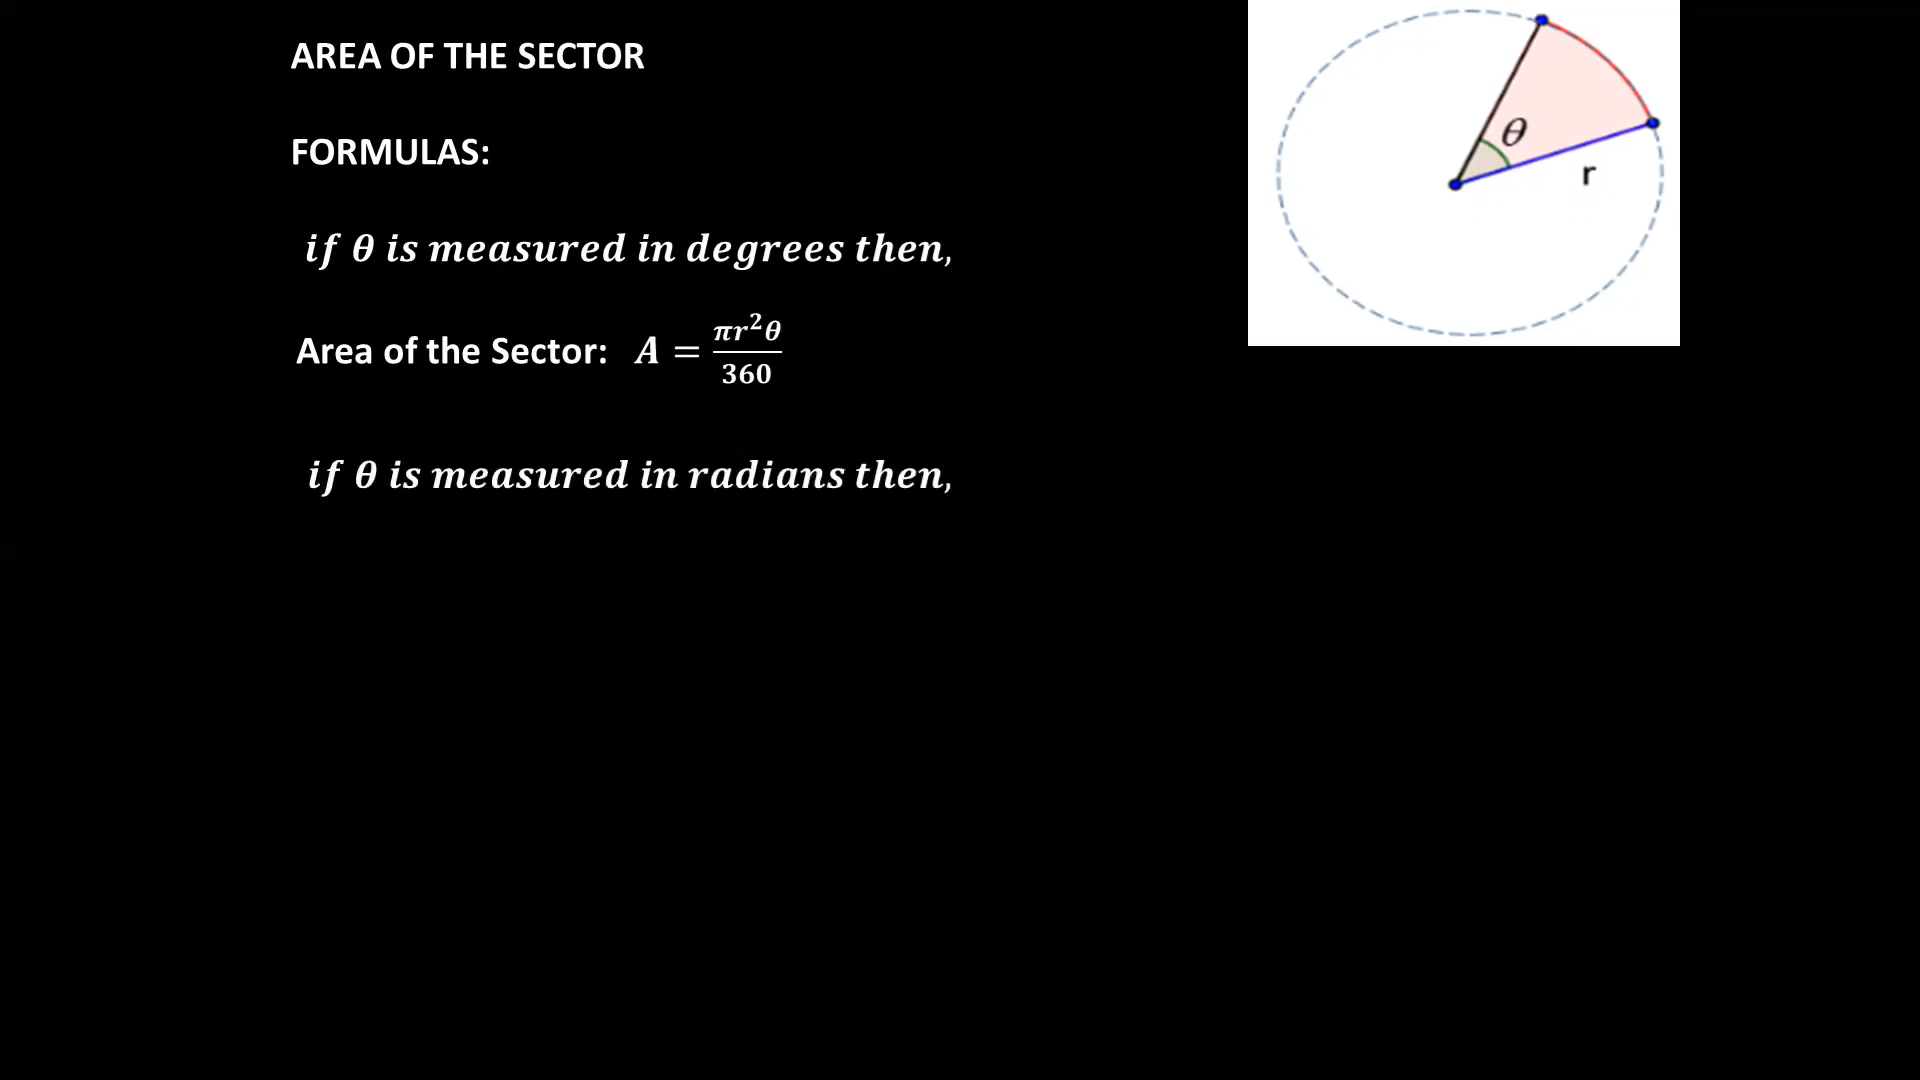 AREA OF THE SECTOR
FORMULAS:
if θ is measured in degrees then,
Area of the Sector: A = πr²θ/360
if θ is measured in radians then,
θ
r